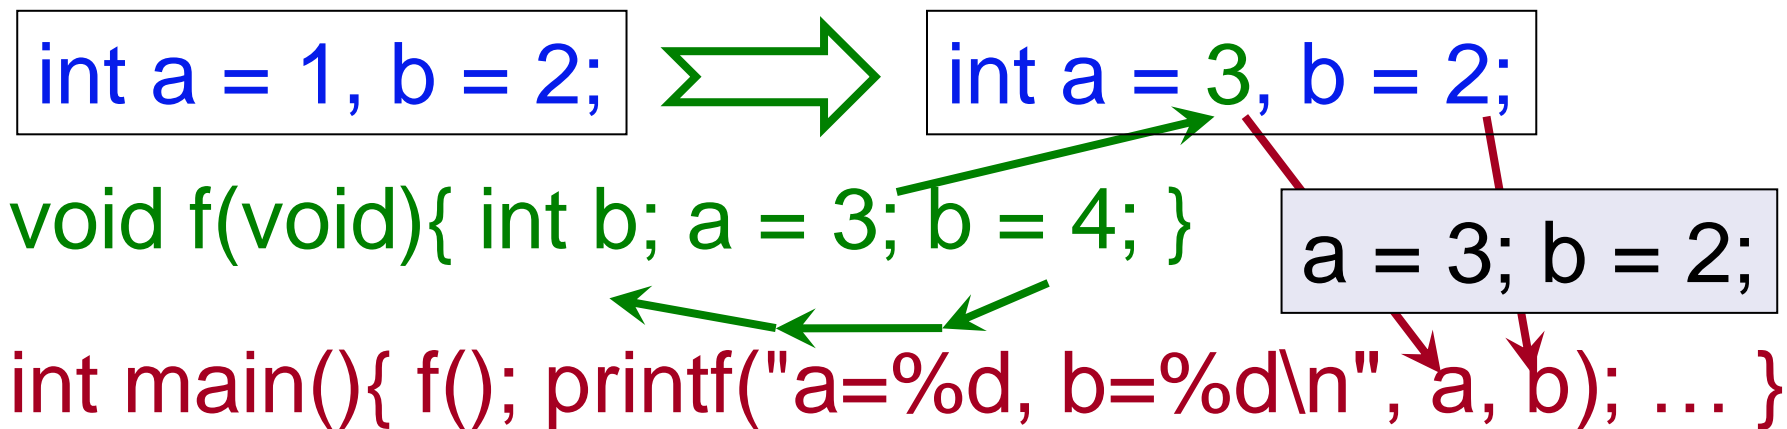 int a = 1, b = 2;
int a = 3, b = 2;
void f(void){ int b; a = 3; b = 4; }
a = 3; b = 2;
int main(){ f(); printf("a=%d, b=%d\n", a, b); … }